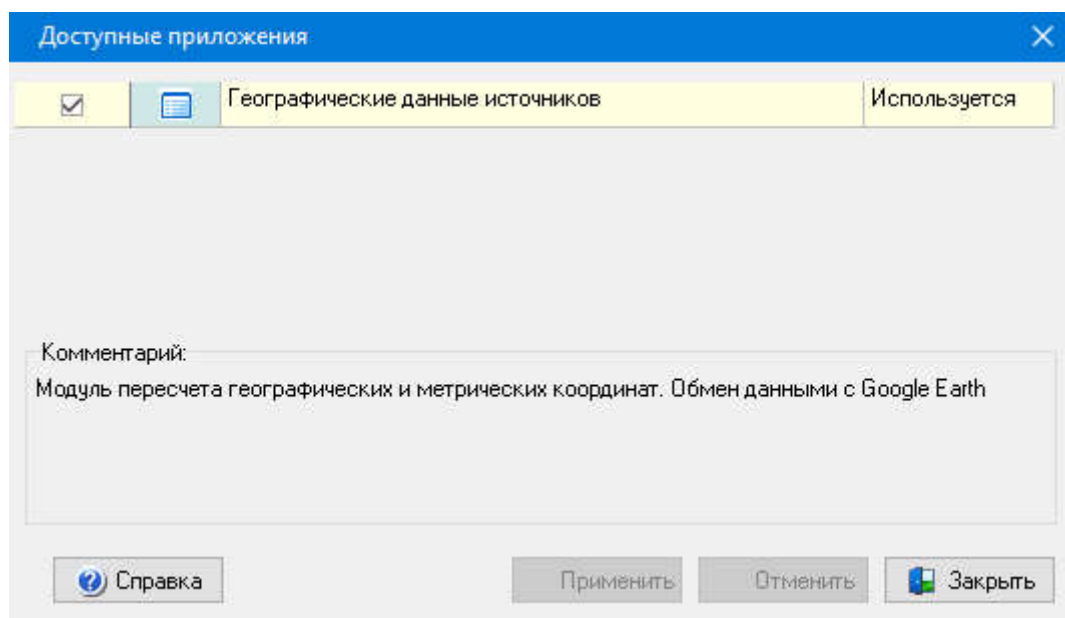 Доступные приложения
Географические данные источников Используется
Комментарий:
Модуль пересчета географических и метрических координат. Обмен данными с Google Earth
Справка Применить Отменить Закрыть